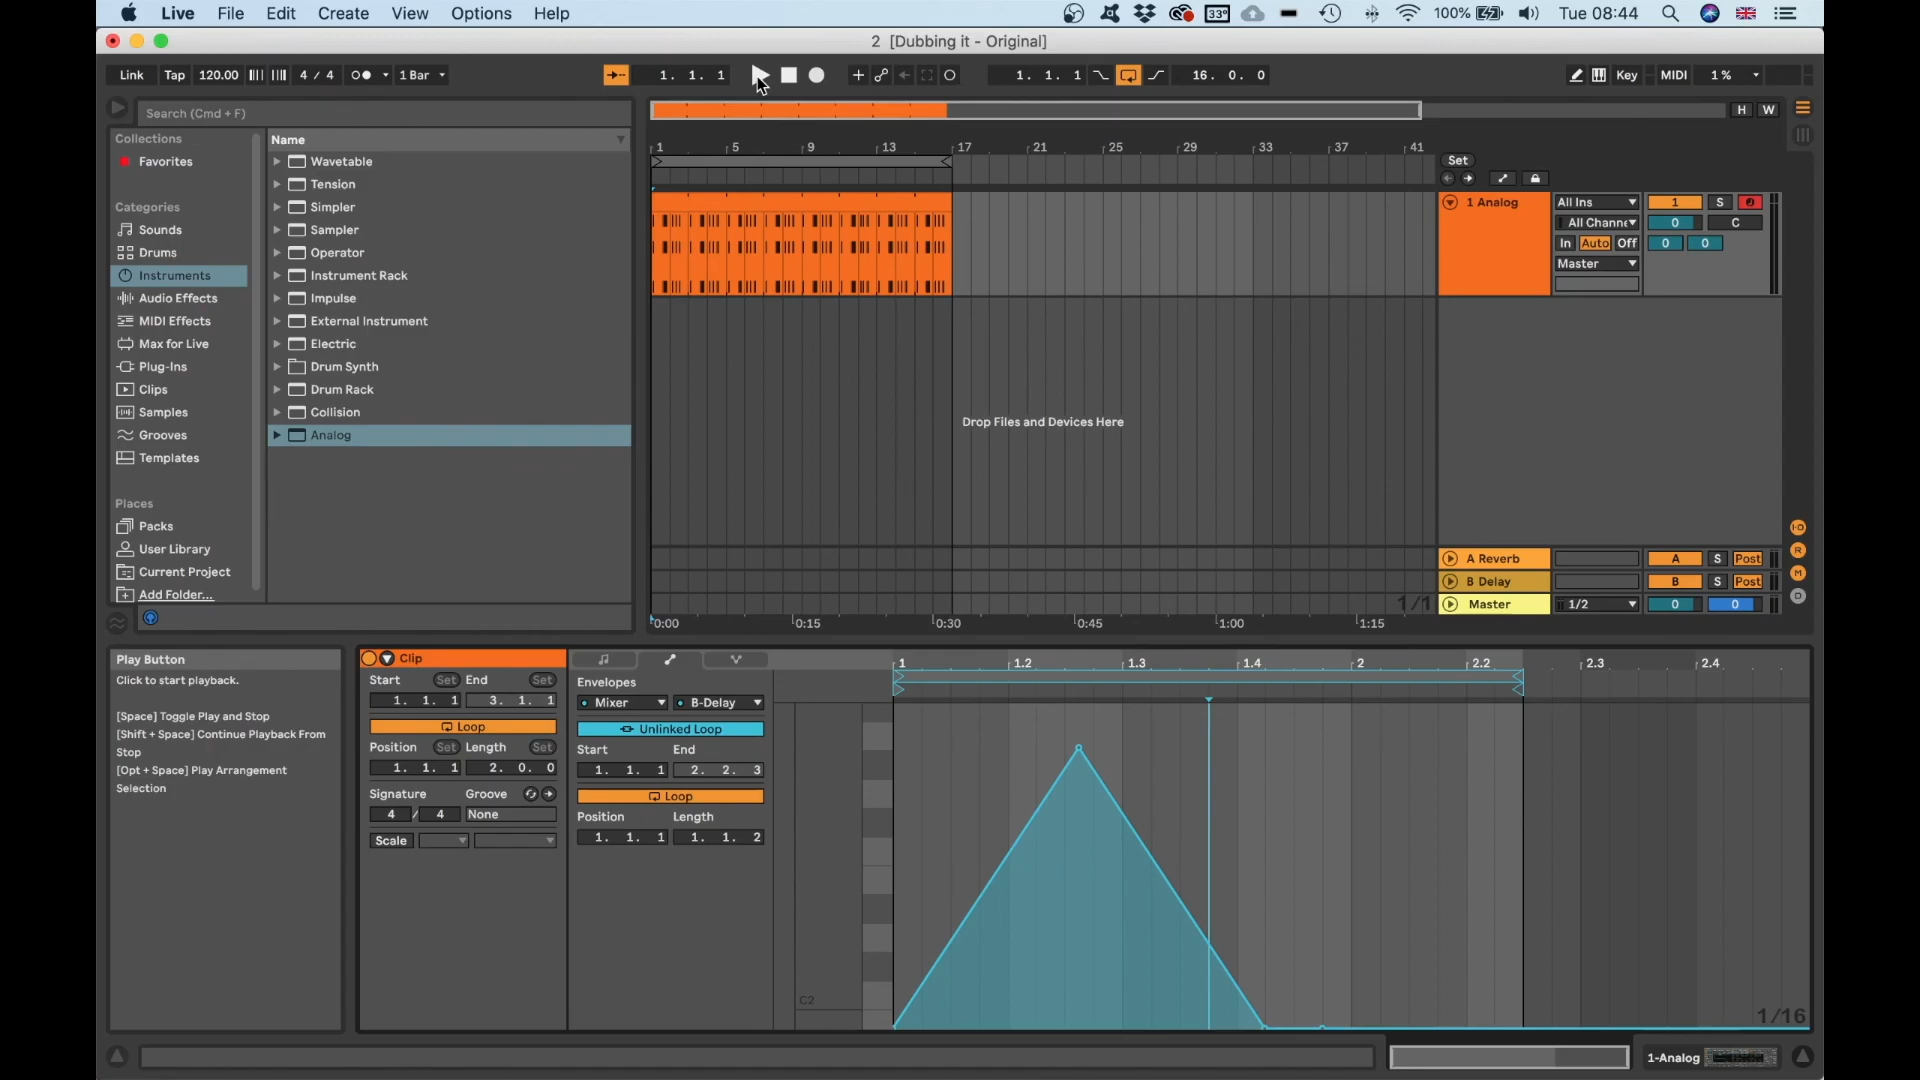 Live File Edit Create View Options Help 33° 100% Tue 08:44
2 [Dubbing it - Original]
Link Tap 120.00 4 / 4 1 Bar 1. 1. 1 1. 1. 1 16. 0. 0 Key MIDI 1 %
Search (Cmd + F)
H W
Collections
Favorites
Categories
Sounds
Drums
Instruments
Audio Effects
MIDI Effects
Max for Live
Plug-Ins
Clips
Samples
Grooves
Templates
Places
Packs
User Library
Current Project
Add Folder...
Name
Wavetable
Tension
Simpler
Sampler
Operator
Instrument Rack
Impulse
External Instrument
Electric
Drum Synth
Drum Rack
Collision
Analog
1 5 9 13 17 21 25 29 33 37 41
Set
Drop Files and Devices Here
1/1
0:00 0:15 0:30 0:45 1:00 1:15
1 Analog All Ins 1 S
All Channe 0 C
In Auto Off 0 0
Master
A Reverb A S Post
B Delay B S Post
Master 1/2 0 0
I·O
R
M
D
Play Button
Click to start playback.
[Space] Toggle Play and Stop
[Shift + Space] Continue Playback From
Stop
[Opt + Space] Play Arrangement
Selection
Clip
Start Set End Set
1. 1. 1 3. 1. 1
Loop
Position Set Length Set
1. 1. 1 2. 0. 0
Signature Groove
4 / 4 None
Scale
Envelopes
Mixer B-Delay
Unlinked Loop
Start End
1. 1. 1 2. 2. 3
Loop
Position Length
1. 1. 1 1. 1. 2
1 1.2 1.3 1.4 2 2.2 2.3 2.4
C2
1/16
1-Analog